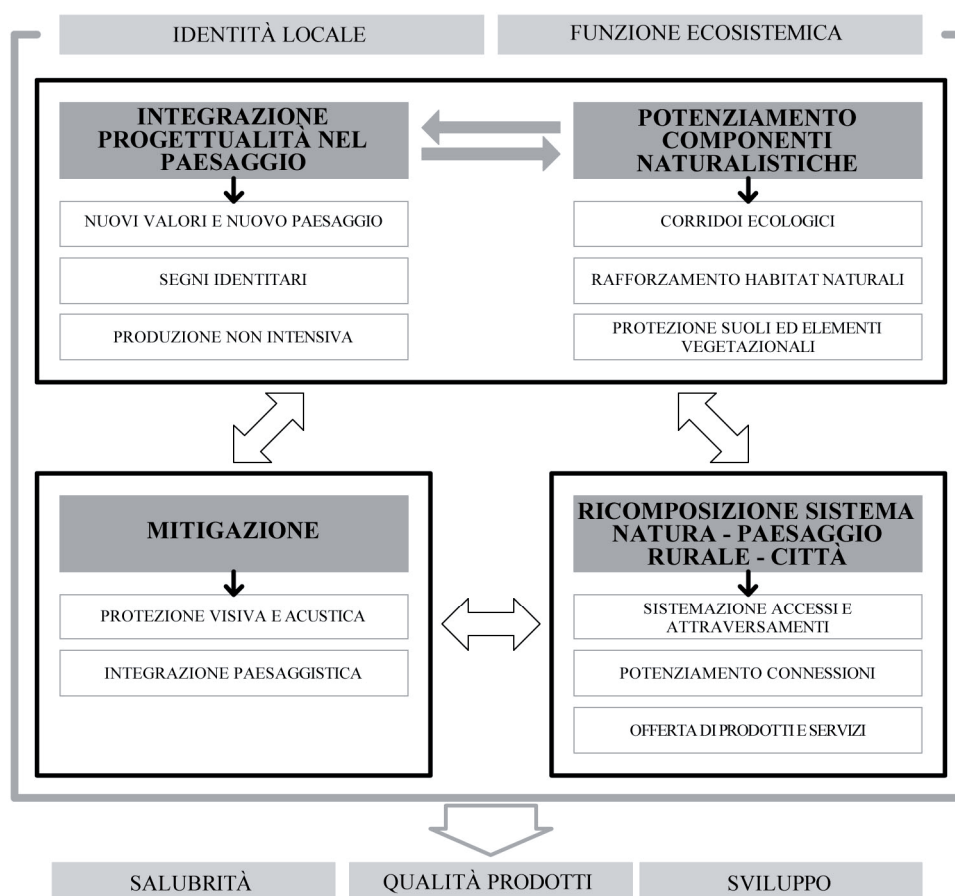 IDENTITÀ LOCALE
FUNZIONE ECOSISTEMICA
INTEGRAZIONE
PROGETTUALITÀ NEL
PAESAGGIO
NUOVI VALORI E NUOVO PAESAGGIO
SEGNI IDENTITARI
PRODUZIONE NON INTENSIVA
POTENZIAMENTO
COMPONENTI
NATURALISTICHE
CORRIDOI ECOLOGICI
RAFFORZAMENTO HABITAT NATURALI
PROTEZIONE SUOLI ED ELEMENTI
VEGETAZIONALI
MITIGAZIONE
PROTEZIONE VISIVA E ACUSTICA
INTEGRAZIONE PAESAGGISTICA
RICOMPOSIZIONE SISTEMA
NATURA - PAESAGGIO
RURALE - CITTÀ
SISTEMAZIONE ACCESSI E
ATTRAVERSAMENTI
POTENZIAMENTO CONNESSIONI
OFFERTA DI PRODOTTI E SERVIZI
SALUBRITÀ
QUALITÀ PRODOTTI
SVILUPPO